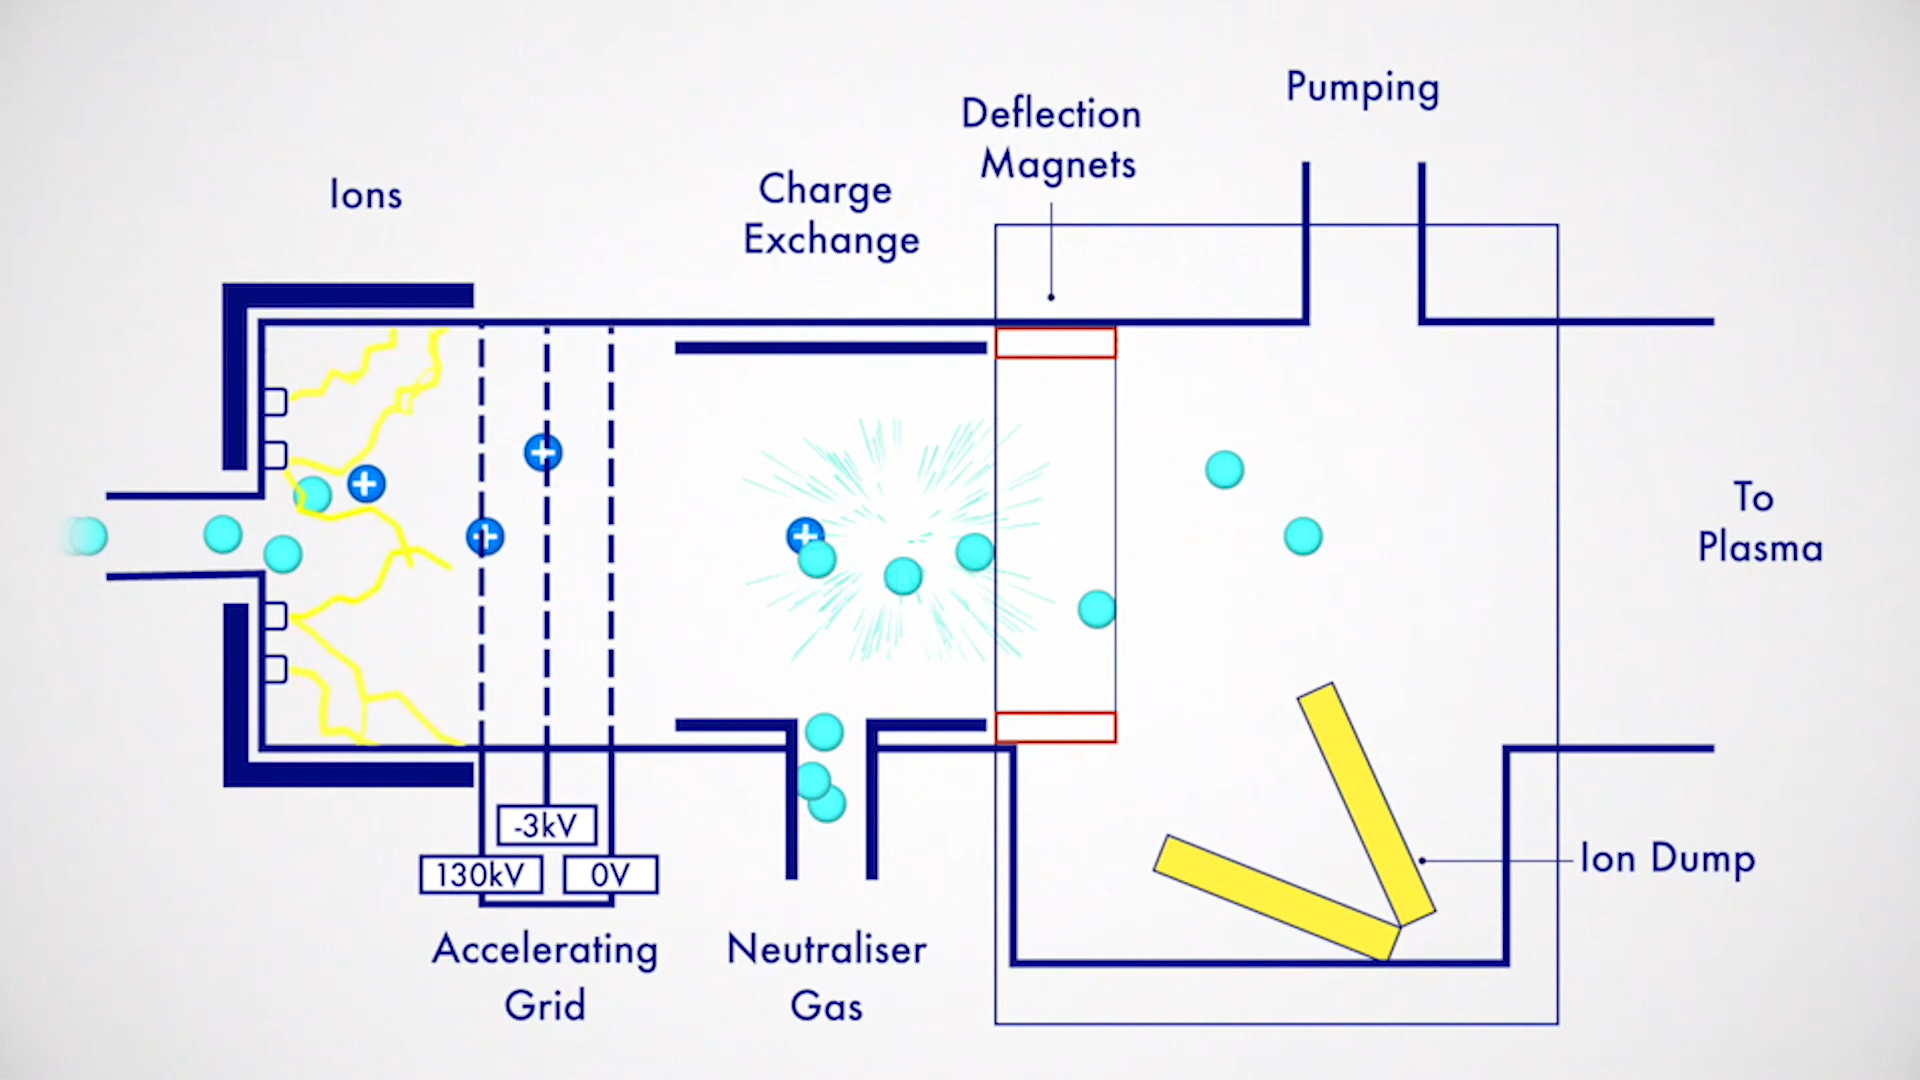 Pumping
Deflection
Magnets
Ions
Charge
Exchange
To
Plasma
-3kV
130kV
0V
Ion Dump
Accelerating
Grid
Neutraliser
Gas